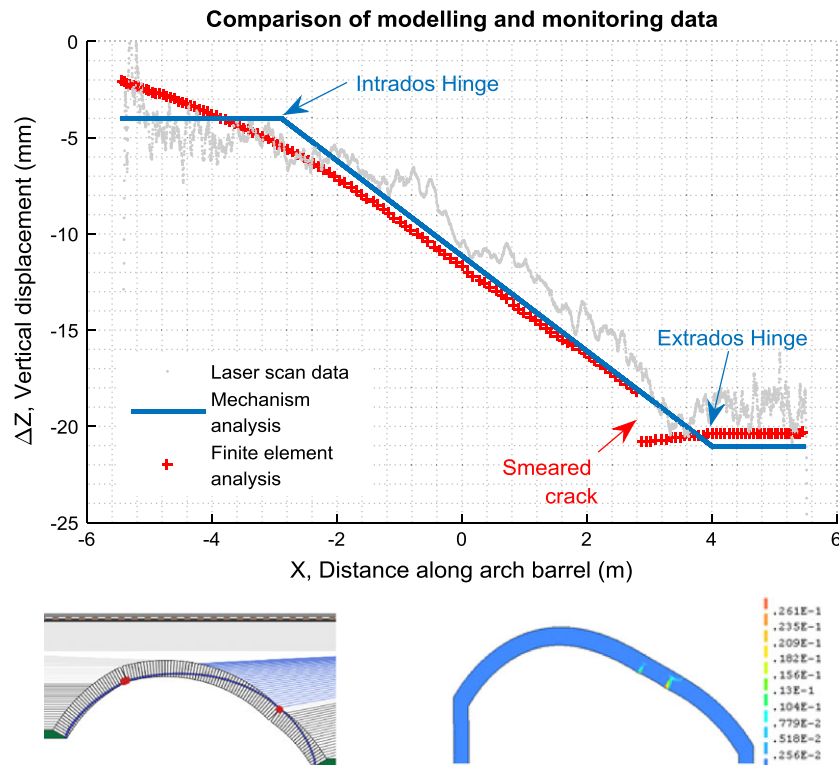 Comparison of modelling and monitoring data
0
-5
-10
-15
-20
-25
ΔZ, Vertical displacement (mm)
Intrados Hinge
Extrados Hinge
Laser scan data
Mechanism
analysis
Finite element
analysis
Smeared
crack
-6
-4
-2
0
2
4
6
X, Distance along arch barrel (m)
.261E-1
.235E-1
.209E-1
.182E-1
.156E-1
.13E-1
.104E-1
.779E-2
.518E-2
.256E-2